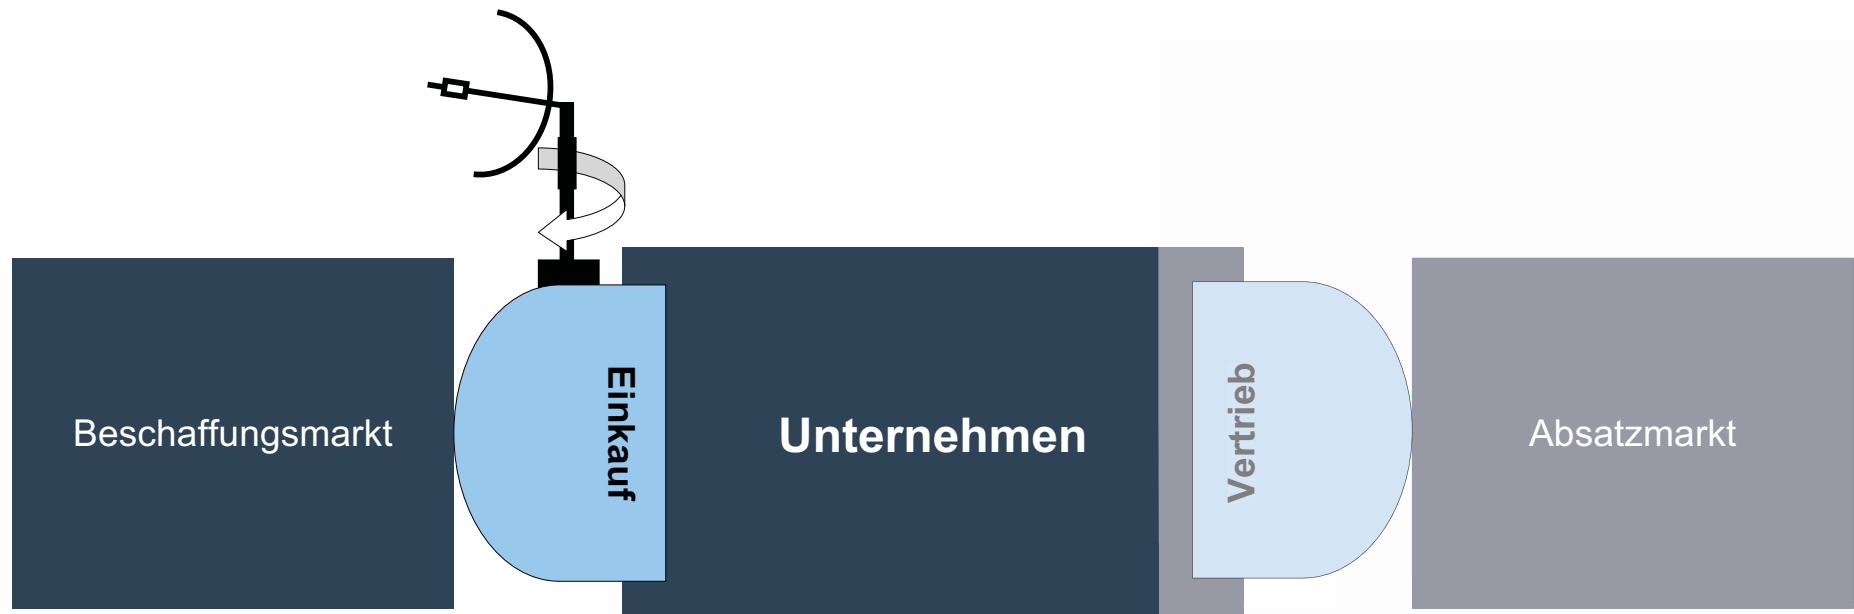 Beschaffungsmarkt
Einkauf
Unternehmen
Vertrieb
Absatzmarkt